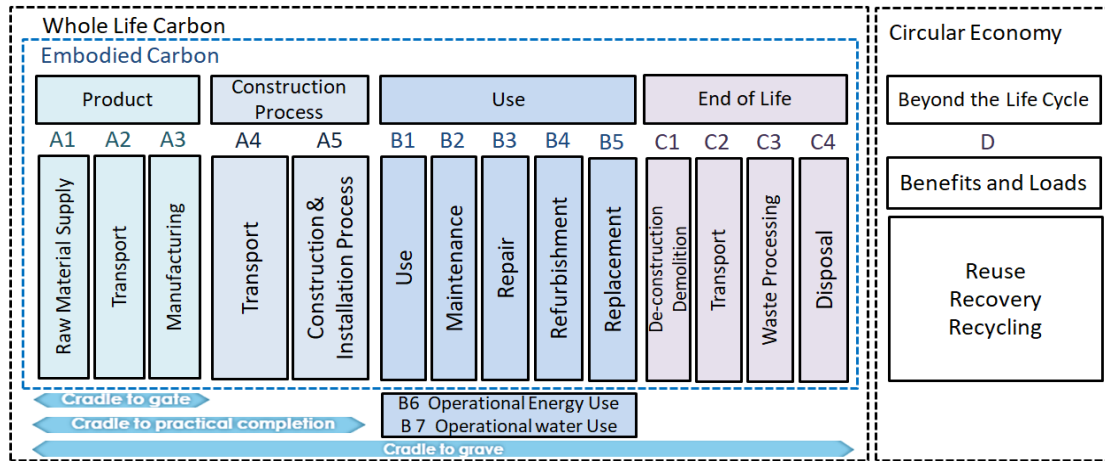 Whole Life Carbon
Circular Economy
Embodied Carbon
Product
Construction
Process
Use
End of Life
Beyond the Life Cycle
A1 A2 A3 A4 A5 B1 B2 B3 B4 B5 C1 C2 C3 C4 D
Raw Material Supply
Transport
Manufacturing
Transport
Construction &
Installation Process
Use
Maintenance
Repair
Refurbishment
Replacement
De-construction
Demolition
Transport
Waste Processing
Disposal
Benefits and Loads
Reuse
Recovery
Recycling
Cradle to gate
Cradle to practical completion
B6 Operational Energy Use
B 7 Operational water Use
Cradle to grave